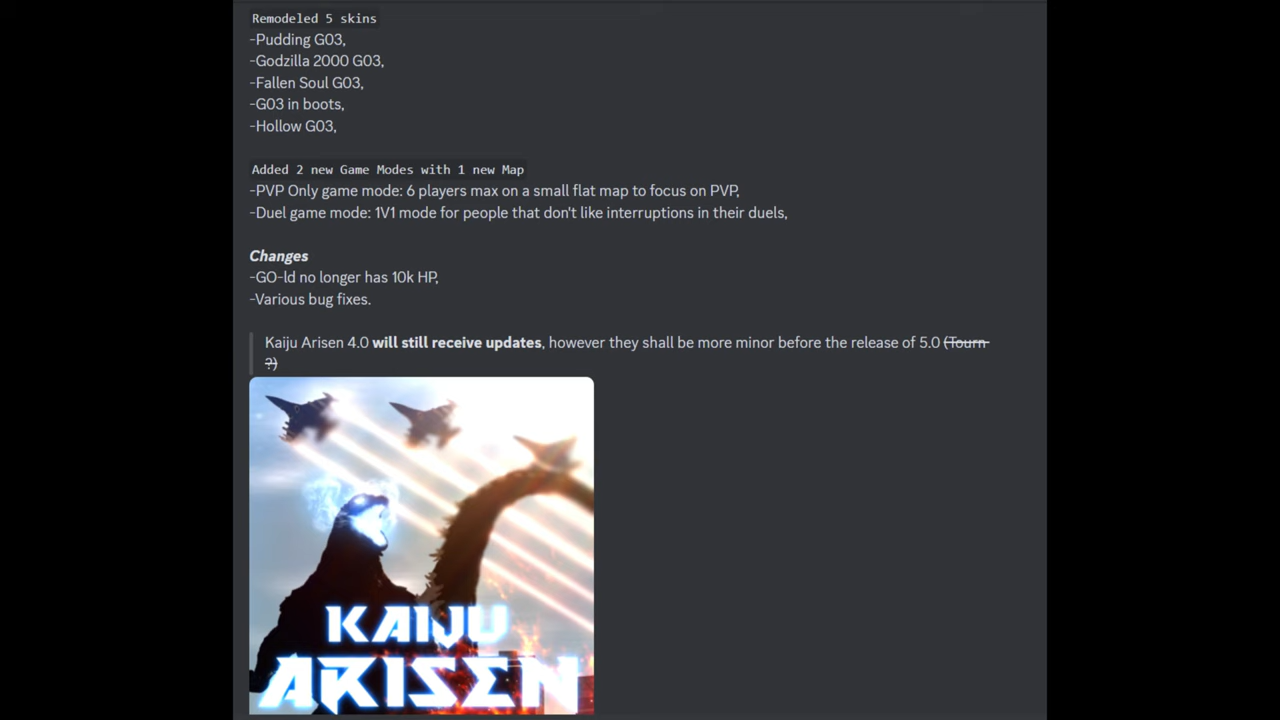 Remodeled 5 skins
-Pudding G03,
-Godzilla 2000 G03,
-Fallen Soul G03,
-G03 in boots,
-Hollow G03,
Added 2 new Game Modes with 1 new Map
-PVP Only game mode: 6 players max on a small flat map to focus on PVP,
-Duel game mode: 1V1 mode for people that don't like interruptions in their duels,
Changes
-GO-ld no longer has 10k HP,
-Various bug fixes.
Kaiju Arisen 4.0 will still receive updates, however they shall be more minor before the release of 5.0 (Tourn
?)
KAIJU
ARISEN